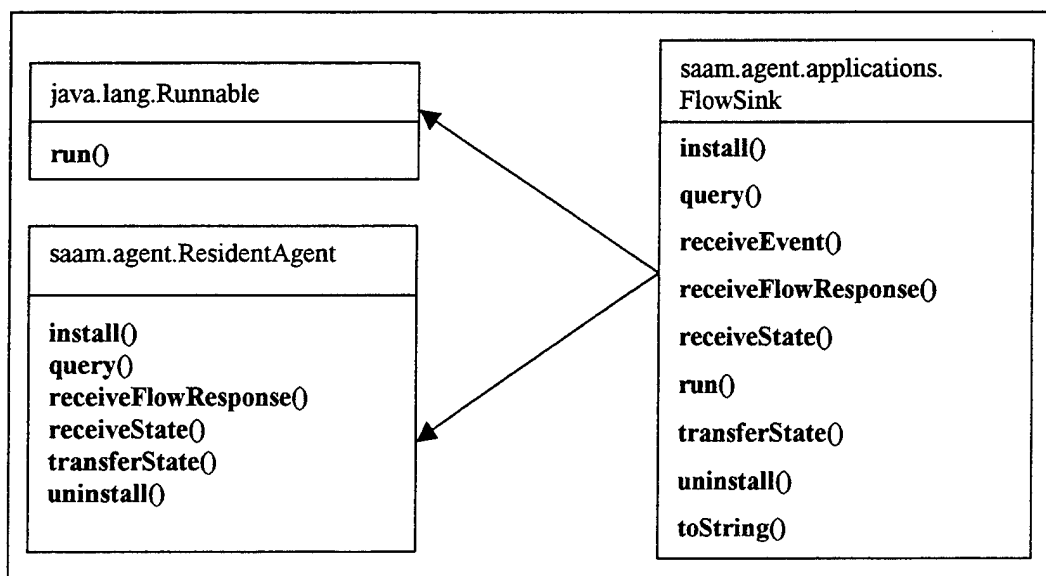 java.lang.Runnable
run()
saam.agent.ResidentAgent
install()
query()
receiveFlowResponse()
receiveState()
transferState()
uninstall()
saam.agent.applications.
FlowSink
install()
query()
receiveEvent()
receiveFlowResponse()
receiveState()
run()
transferState()
uninstall()
toString()